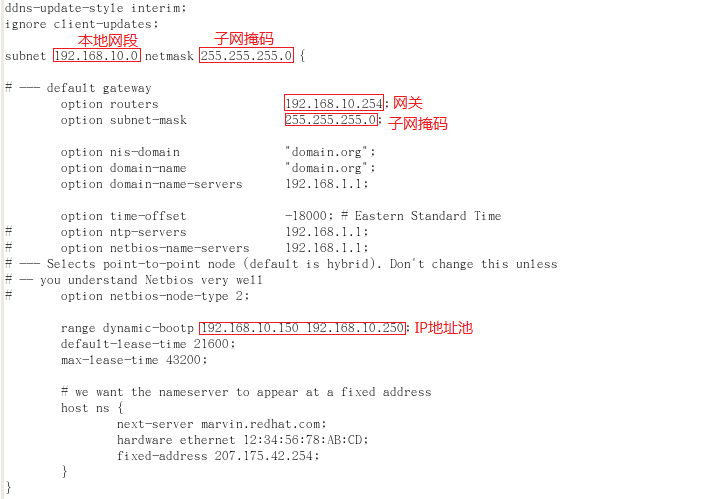 ddns-update-style interim;
ignore client-updates;
本地网段 子网掩码
subnet 192.168.10.0 netmask 255.255.255.0 {
# --- default gateway
option routers 192.168.10.254; 网关
option subnet-mask 255.255.255.0; 子网掩码
option nis-domain "domain.org";
option domain-name "domain.org";
option domain-name-servers 192.168.1.1;
option time-offset -18000; # Eastern Standard Time
# option ntp-servers 192.168.1.1;
# option netbios-name-servers 192.168.1.1;
# --- Selects point-to-point node (default is hybrid). Don't change this unless
# -- you understand Netbios very well
# option netbios-node-type 2;
range dynamic-bootp 192.168.10.150 192.168.10.250; IP地址池
default-lease-time 21600;
max-lease-time 43200;
# we want the nameserver to appear at a fixed address
host ns {
next-server marvin.redhat.com;
hardware ethernet 12:34:56:78:AB:CD;
fixed-address 207.175.42.254;
}
}